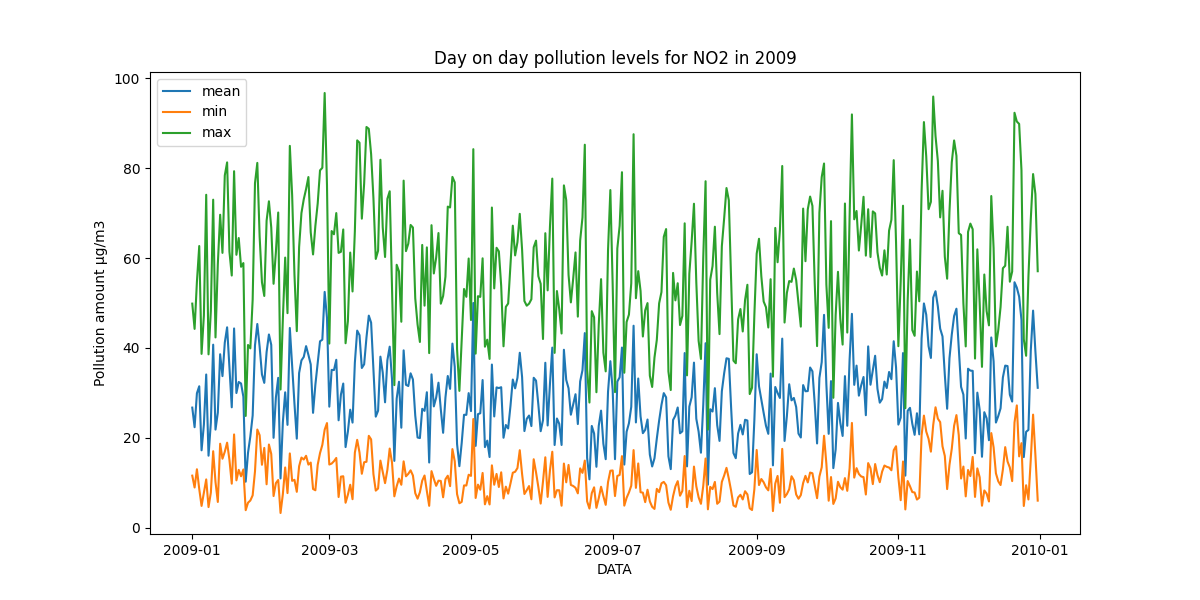 Day on day pollution levels for NO2 in 2009
mean
min
max
100
80
60
40
20
0
Pollution amount µg/m3
2009-01 2009-03 2009-05 2009-07 2009-09 2009-11 2010-01
DATA